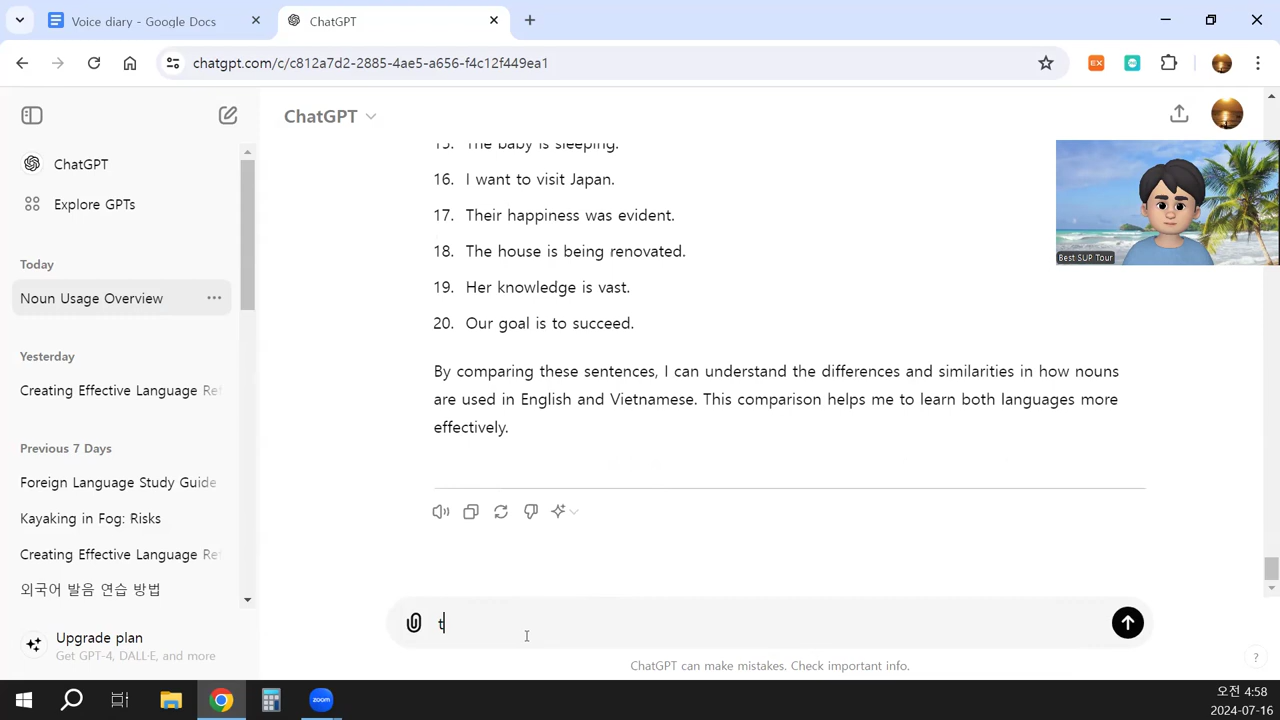 Voice diary - Google Docs
ChatGPT
chatgpt.com/c/c812a7d2-2885-4ae5-a656-f4c12f449ea1
EX
ChatGPT
ChatGPT
Explore GPTs
Today
Noun Usage Overview
Yesterday
Creating Effective Language Ref
Previous 7 Days
Foreign Language Study Guide
Kayaking in Fog: Risks
Creating Effective Language Ref
외국어 발음 연습 방법
Upgrade plan
Get GPT-4, DALL·E, and more
15. The baby is sleeping.
16. I want to visit Japan.
17. Their happiness was evident.
18. The house is being renovated.
19. Her knowledge is vast.
20. Our goal is to succeed.
By comparing these sentences, I can understand the differences and similarities in how nouns
are used in English and Vietnamese. This comparison helps me to learn both languages more
effectively.
t
ChatGPT can make mistakes. Check important info.
?
Best SUP Tour
zoom
오전 4:58
2024-07-16